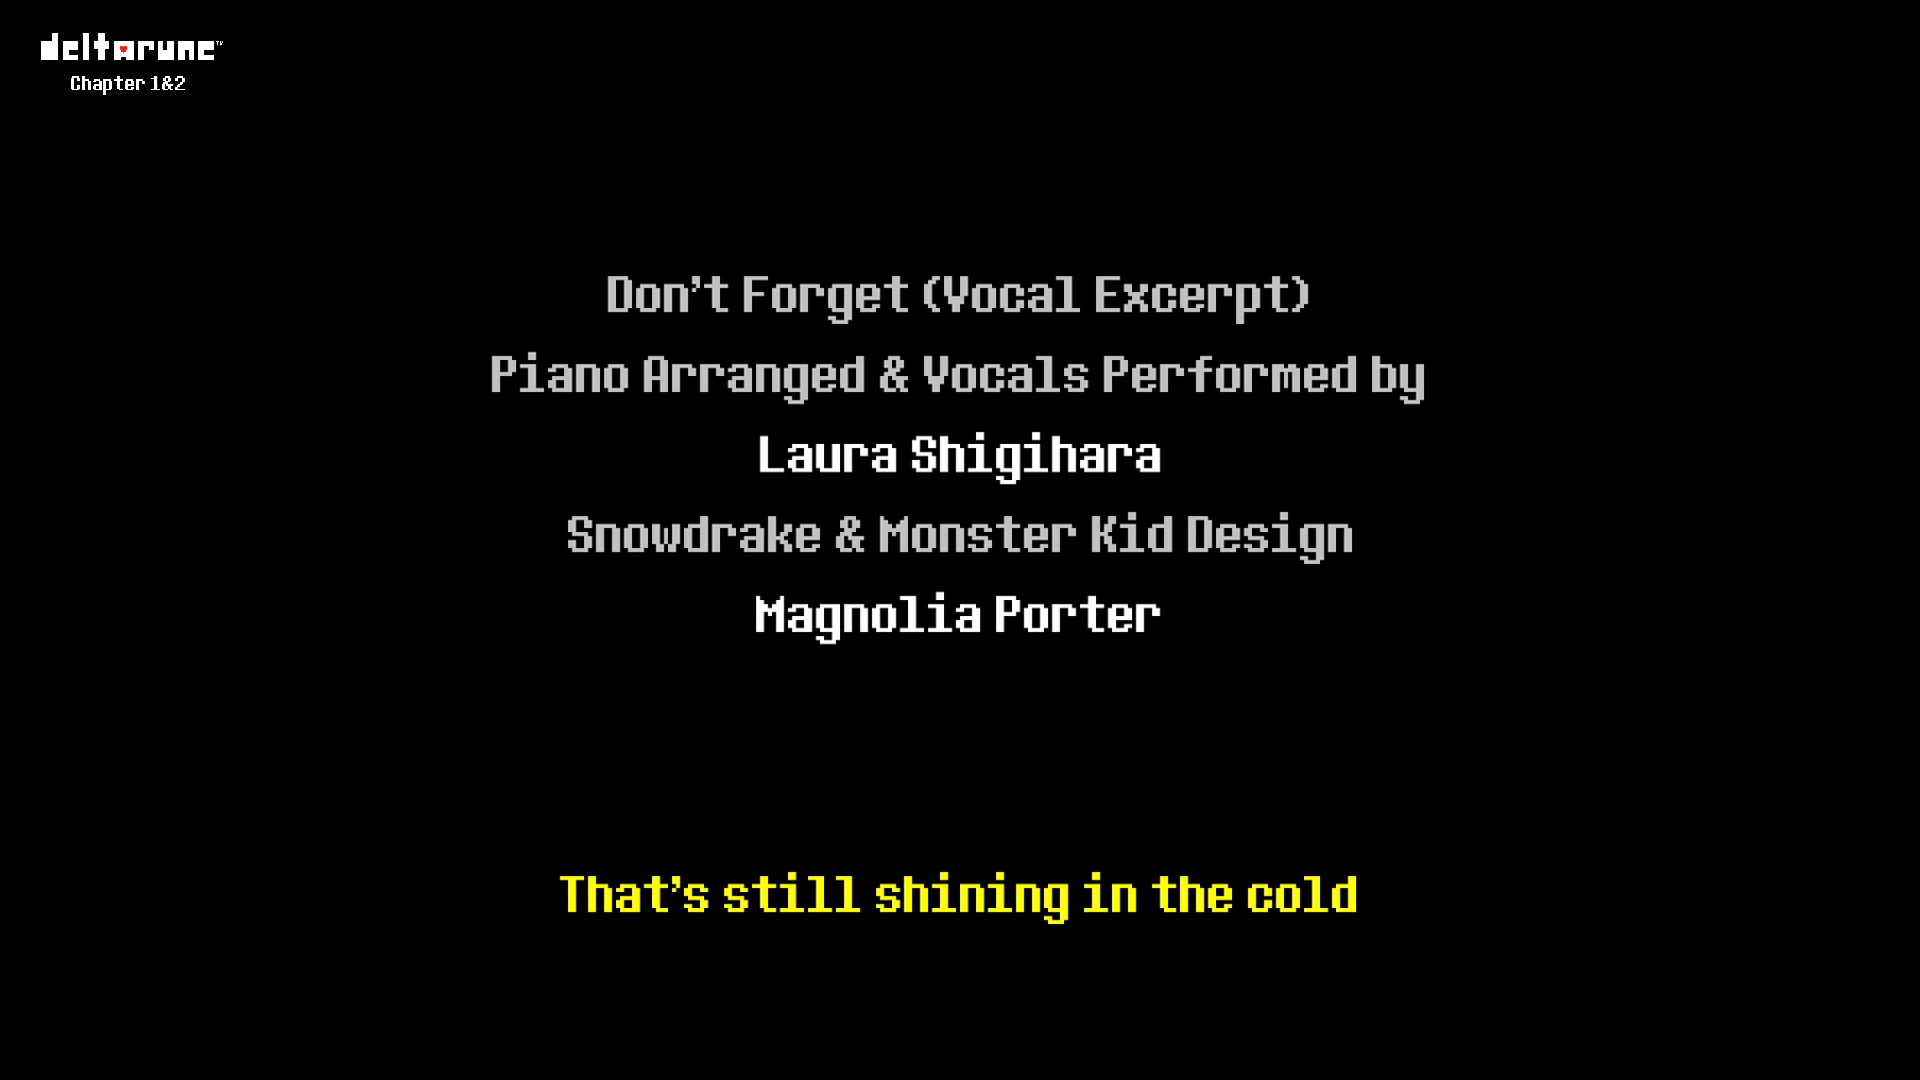 deltarune™
Chapter 1&2
Don't Forget (Vocal Excerpt)
Piano Arranged & Vocals Performed by
Laura Shigihara
Snowdrake & Monster Kid Design
Magnolia Porter
That's still shining in the cold